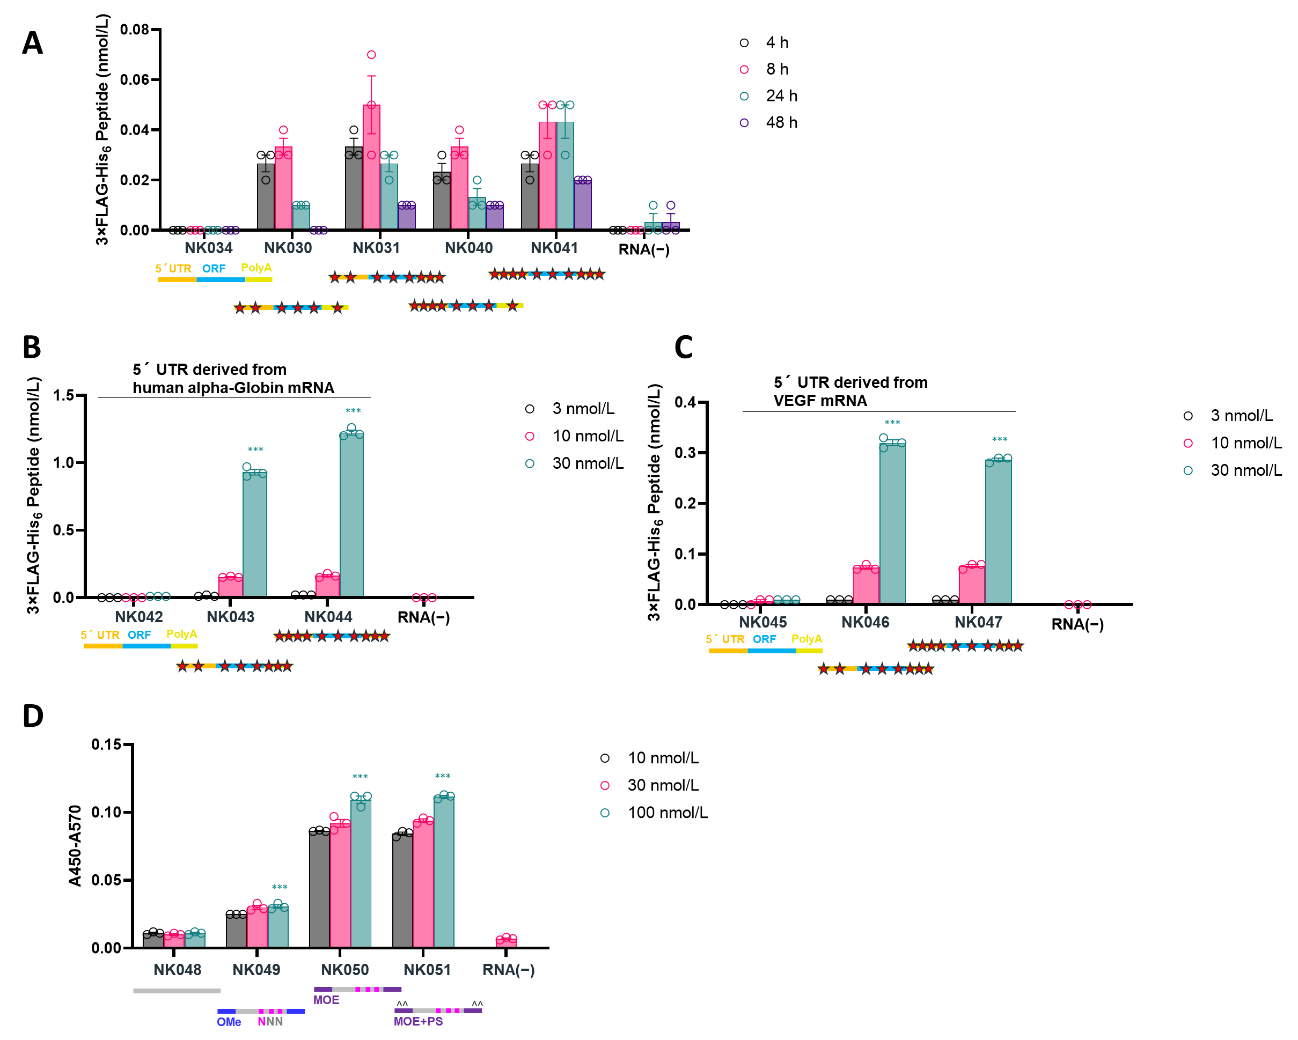 A
3×FLAG-His6 Peptide (nmol/L)
0.08
0.06
0.04
0.02
0.00
4 h
8 h
24 h
48 h
NK034 NK030 NK031 NK040 NK041 RNA(−)
5´UTR ORF PolyA
B
5´ UTR derived from
human alpha-Globin mRNA
3×FLAG-His6 Peptide (nmol/L)
1.5
1.0
0.5
0.0
***
***
3 nmol/L
10 nmol/L
30 nmol/L
NK042 NK043 NK044 RNA(−)
5´ UTR ORF PolyA
C
5´ UTR derived from
VEGF mRNA
3×FLAG-His6 Peptide (nmol/L)
0.4
0.3
0.2
0.1
0.0
***
***
3 nmol/L
10 nmol/L
30 nmol/L
NK045 NK046 NK047 RNA(−)
5´ UTR ORF PolyA
D
A450-A570
0.15
0.10
0.05
0.00
***
***
***
10 nmol/L
30 nmol/L
100 nmol/L
NK048 NK049 NK050 NK051 RNA(−)
OMe NNN
MOE
^^ ^^
MOE+PS